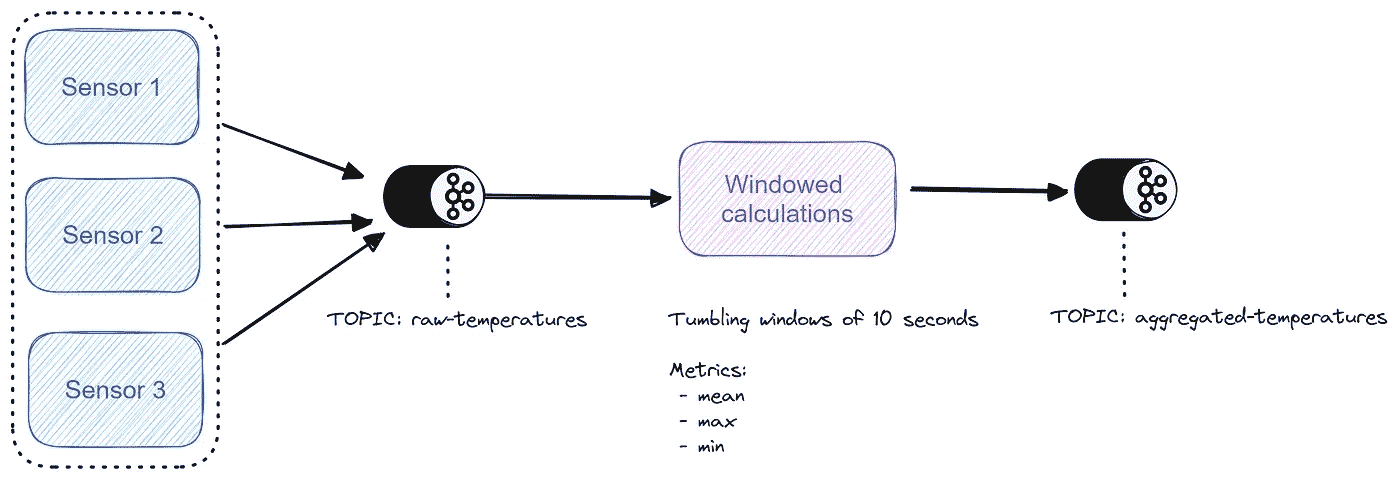 Sensor 1
Sensor 2
Sensor 3
TOPIC: raw-temperatures
Windowed
calculations
Tumbling windows of 10 seconds
Metrics:
- mean
- max
- min
TOPIC: aggregated-temperatures